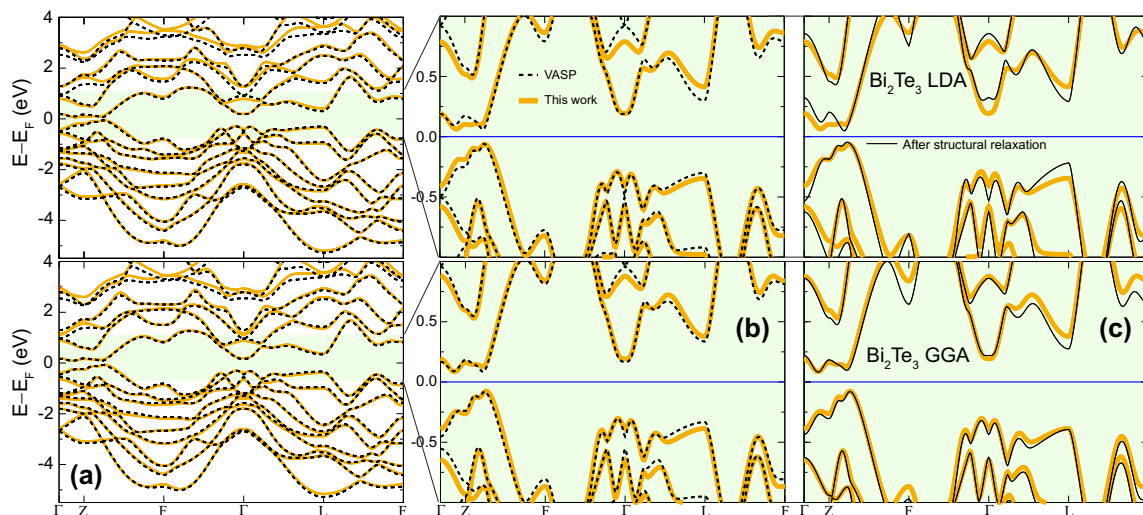 4
2
0
-2
-4
E−E_F (eV)
0.5
0.0
-0.5
VASP
This work
Bi₂Te₃ LDA
After structural relaxation
4
2
0
-2
-4
E−E_F (eV)
(a)
0.5
0.0
-0.5
(b)
(c)
Bi₂Te₃ GGA
Γ Z F Γ L F
Z F Γ L F
Z F Γ L